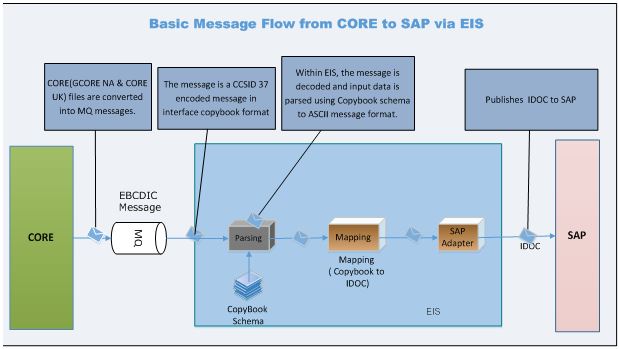 Basic Message Flow from CORE to SAP via EIS
CORE(GCORE NA & CORE
UK) files are converted
into MQ messages.
The message is a CCSID 37
encoded message in
interface copybook format
Within EIS, the message is
decoded and input data is
parsed using Copybook schema
to ASCII message format.
Publishes IDOC to SAP
CORE
EBCDIC
Message
MQ
Parsing
CopyBook
Schema
Mapping
Mapping
( Copybook to
IDOC)
SAP
Adapter
EIS
IDOC
SAP